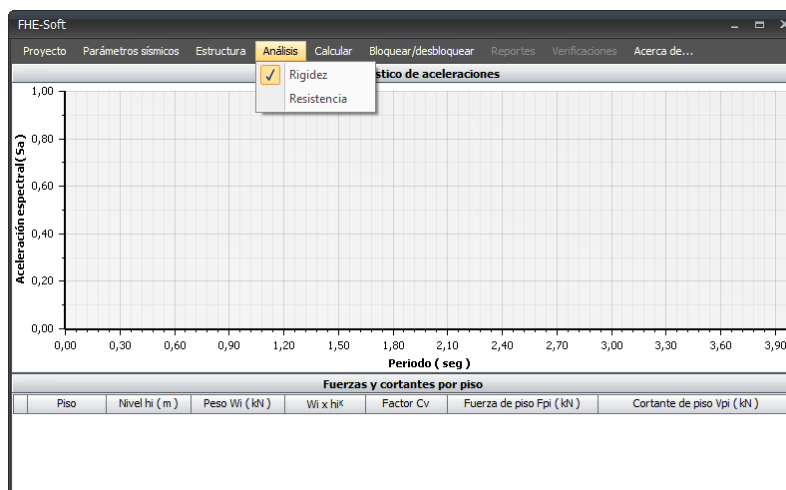 FHE-Soft
Proyecto Parámetros sísmicos Estructura Análisis Calcular Bloquear/desbloquear Reportes Verificaciones Acerca de...
Rigidez
Resistencia
stico de aceleraciones
1,00
0,80
0,60
0,40
0,20
0,00
Aceleración espectral( Sa )
0,00 0,30 0,60 0,90 1,20 1,50 1,80 2,10 2,40 2,70 3,00 3,30 3,60 3,90
Periodo ( seg )
Fuerzas y cortantes por piso
Piso Nivel hi ( m ) Peso Wi ( kN ) Wi x hiᴷ Factor Cv Fuerza de piso Fpi ( kN ) Cortante de piso Vpi ( kN )